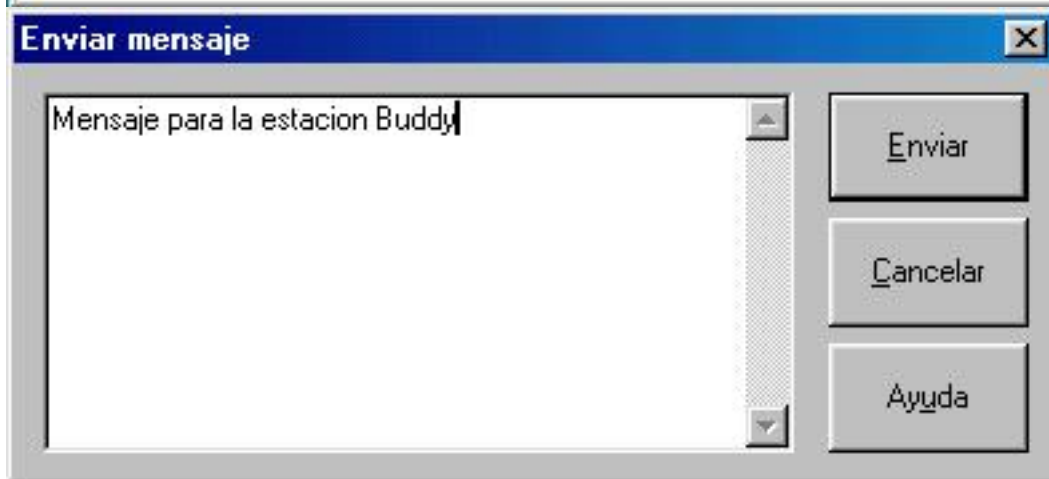 Enviar mensaje
Mensaje para la estacion Buddy
Enviar
Cancelar
Ayuda